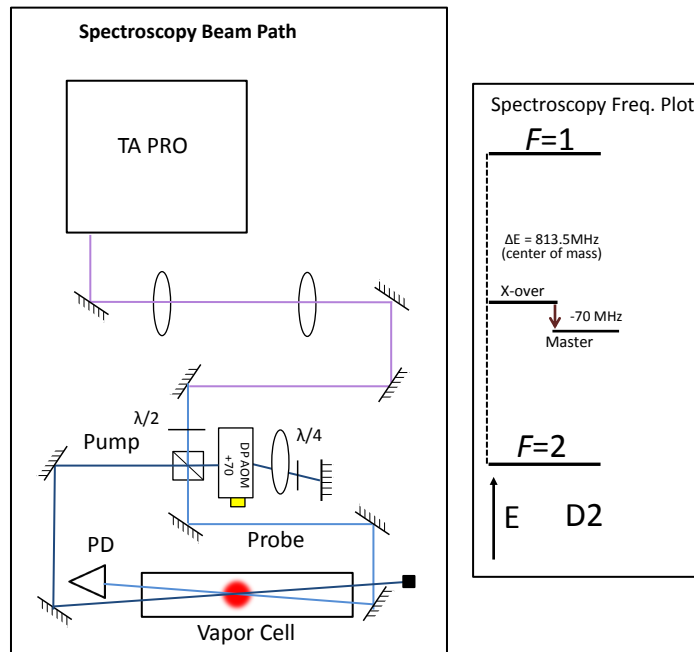 Spectroscopy Beam Path
TA PRO
λ/2
Pump
DP AOM
+70
λ/4
PD
Probe
Vapor Cell
Spectroscopy Freq. Plot
F=1
ΔE = 813.5MHz
(center of mass)
X-over
-70 MHz
Master
F=2
E
D2